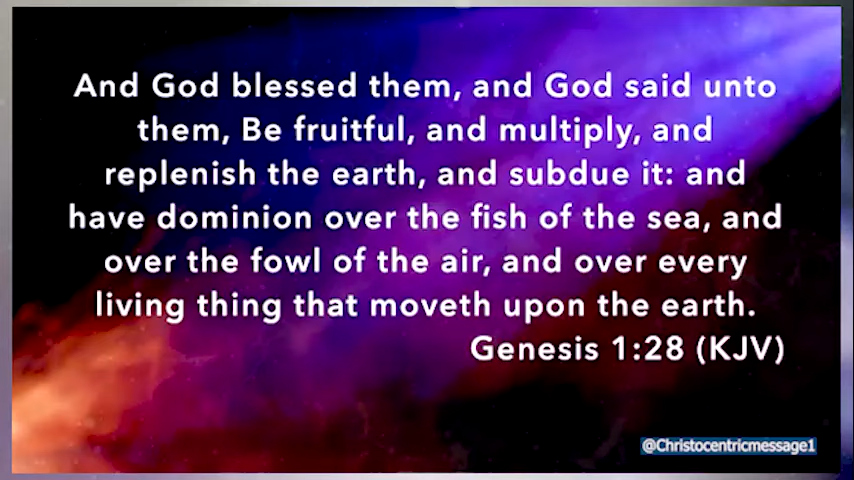 And God blessed them, and God said unto
them, Be fruitful, and multiply, and
replenish the earth, and subdue it: and
have dominion over the fish of the sea, and
over the fowl of the air, and over every
living thing that moveth upon the earth.
Genesis 1:28 (KJV)
@Christocentricmessage1